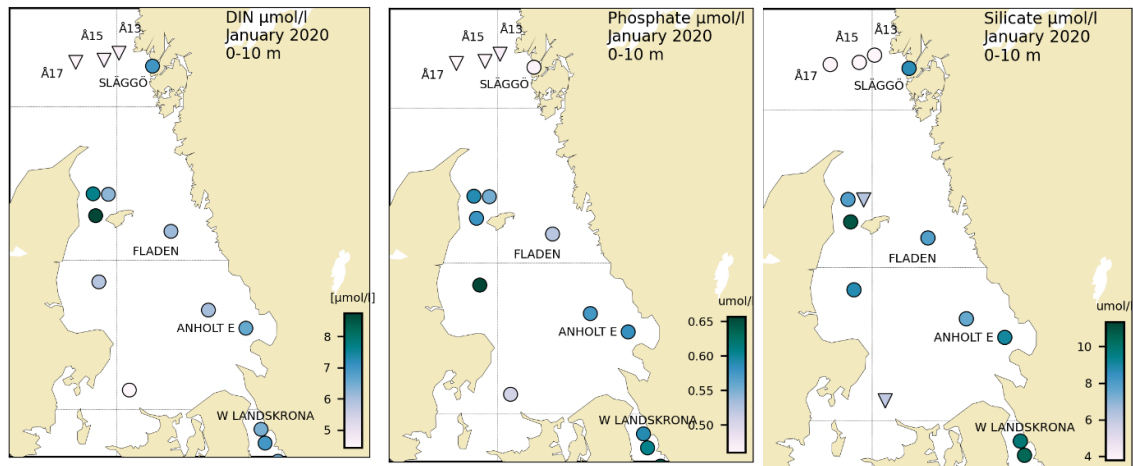 DIN µmol/l
January 2020
0-10 m
Å13
Å15
Å17
SLÄGGÖ
FLADEN
ANHOLT E
W LANDSKRONA
[µmol/l]
8
7
6
5
Phosphate µmol/l
January 2020
0-10 m
Å13
Å15
Å17
SLÄGGÖ
FLADEN
ANHOLT E
W LANDSKRONA
umol/l
0.65
0.60
0.55
0.50
Silicate µmol/l
January 2020
0-10 m
Å13
Å15
Å17
SLÄGGÖ
FLADEN
ANHOLT E
W LANDSKRONA
umol/l
10
8
6
4